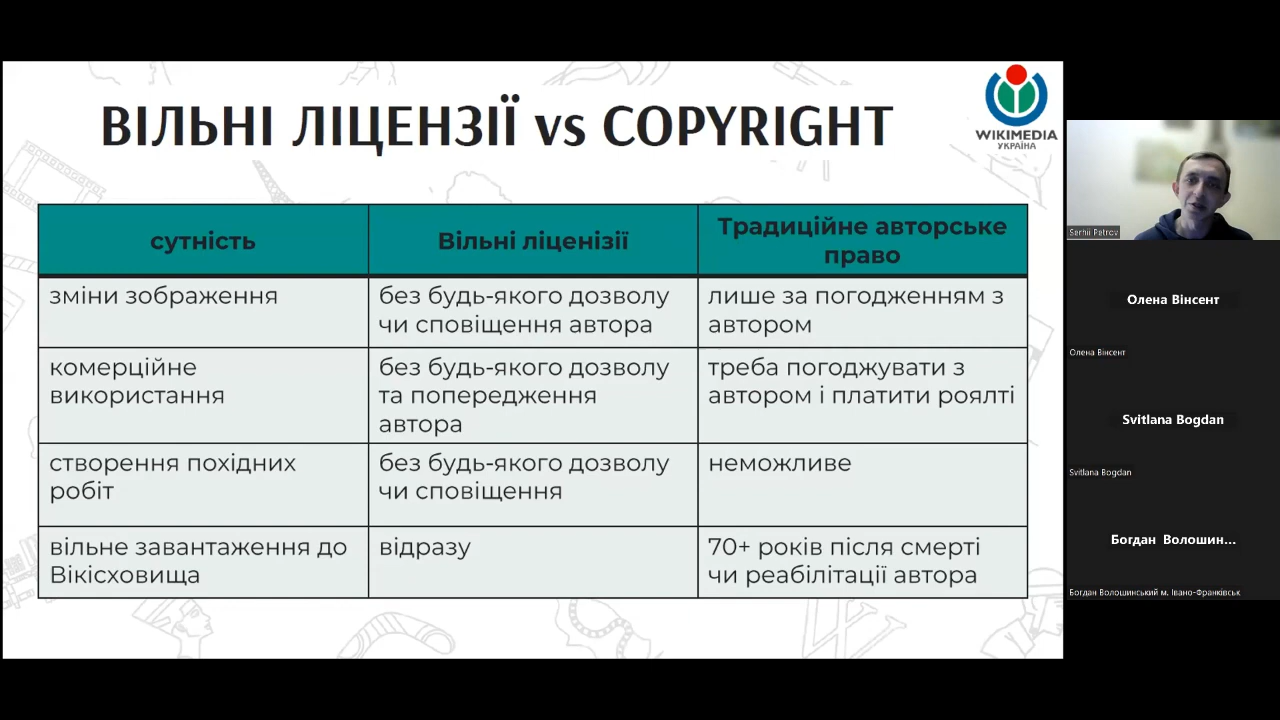 ВІЛЬНІ ЛІЦЕНЗІЇ vs COPYRIGHT
WIKIMEDIA
УКРАЇНА
сутність
Вільні ліценізії
Традиційне авторське
право
зміни зображення
без будь-якого дозволу
чи сповіщення автора
лише за погодженням з
автором
комерційне
використання
без будь-якого дозволу
та попередження
автора
треба погоджувати з
автором і платити роялті
створення похідних
робіт
без будь-якого дозволу
чи сповіщення
неможливе
вільне завантаження до
Вікісховища
відразу
70+ років після смерті
чи реабілітації автора
Serhii Petrov
Олена Вінсент
Олена Вінсент
Svitlana Bogdan
Svitlana Bogdan
Богдан Волошин...
Богдан Волошинський м. Івано-Франківськ